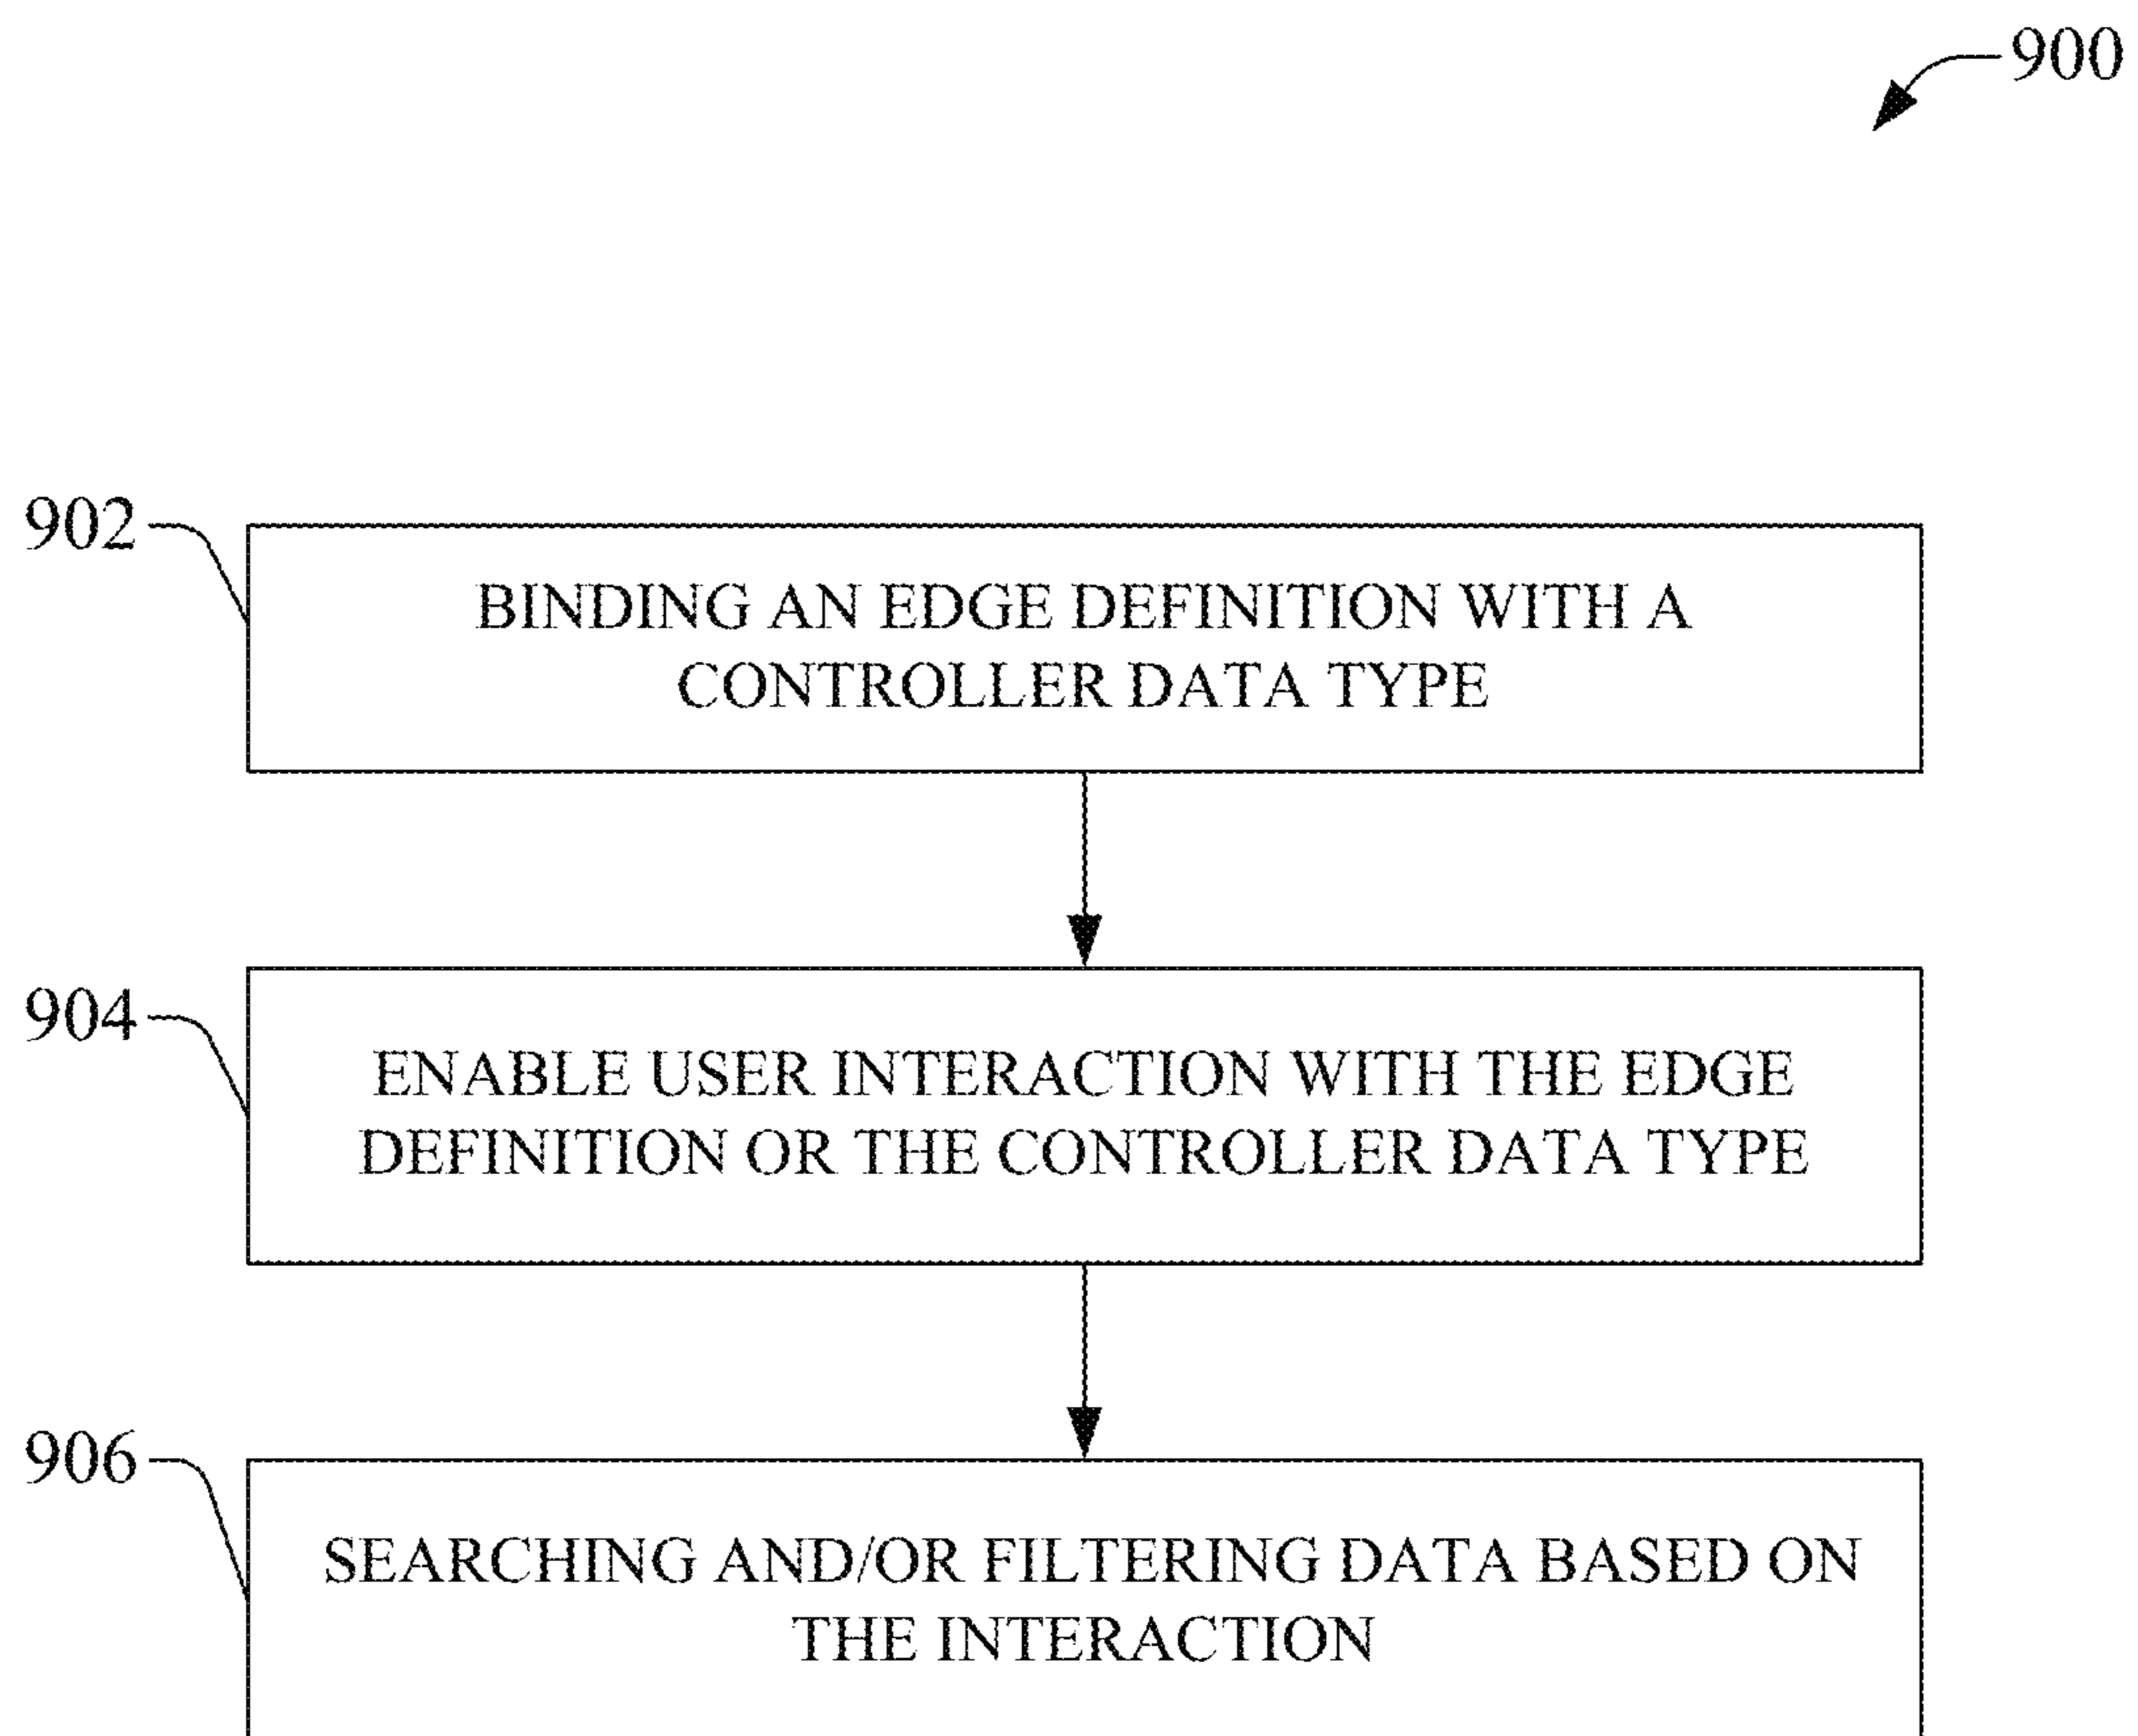 900
902
BINDING AN EDGE DEFINITION WITH A
CONTROLLER DATA TYPE
904
ENABLE USER INTERACTION WITH THE EDGE
DEFINITION OR THE CONTROLLER DATA TYPE
906
SEARCHING AND/OR FILTERING DATA BASED ON
THE INTERACTION